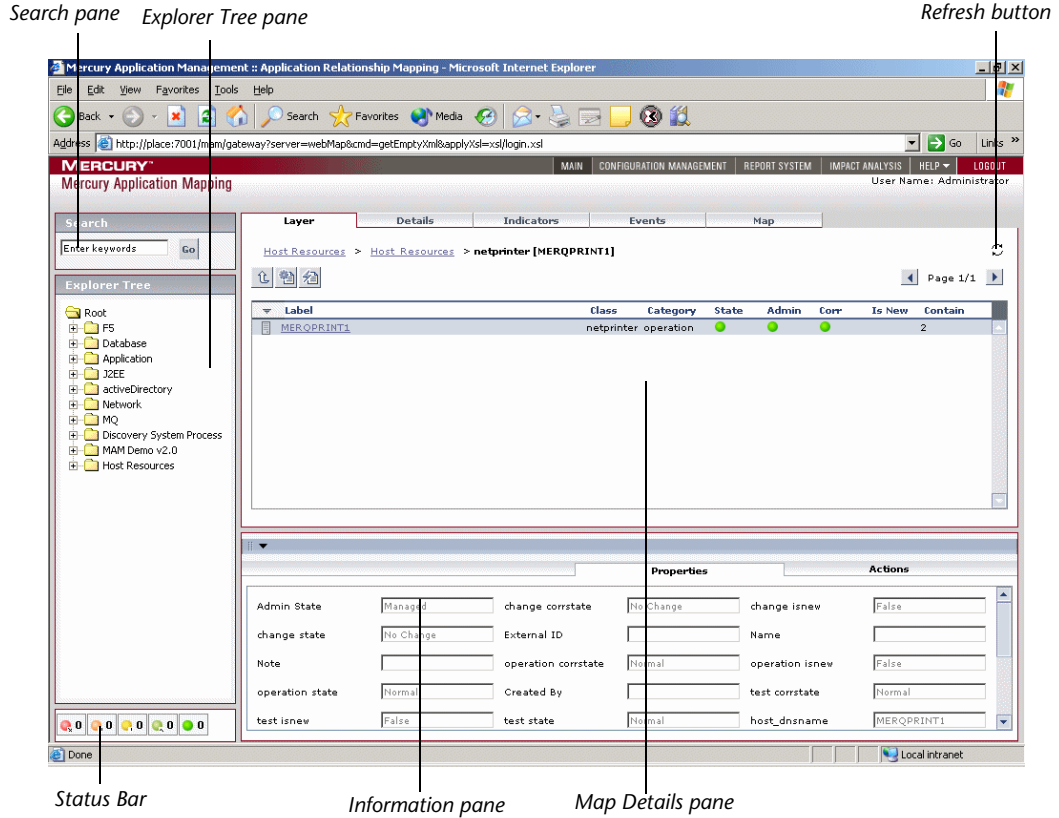 Search pane
Explorer Tree pane
Refresh button
Mercury Application Management :: Application Relationship Mapping - Microsoft Internet Explorer
File Edit View Favorites Tools Help
Back Search Favorites Media
Address http://place:7001/mam/gateway?server=webMap&cmd=getEmptyXml&applyXsl=xsl/login.xsl Go Links »
MERCURY™ MAIN CONFIGURATION MANAGEMENT REPORT SYSTEM IMPACT ANALYSIS HELP LOGOUT
Mercury Application Mapping User Name: Administrator
Search
Enter keywords Go
Explorer Tree
Root
F5
Database
Application
J2EE
activeDirectory
Network
MQ
Discovery System Process
MAM Demo v2.0
Host Resources
Layer Details Indicators Events Map
Host Resources > Host Resources > netprinter [MERQPRINT1]
Page 1/1
Label Class Category State Admin Corr Is New Contain
MERQPRINT1 netprinter operation 2
Properties Actions
Admin State Managed change corrstate No Change change isnew False
change state No Change External ID Name
Note operation corrstate Normal operation isnew False
operation state Normal Created By test corrstate Normal
test isnew False test state Normal host_dnsname MERQPRINT1
0 0 0 0 0
Done Local intranet
Status Bar
Information pane
Map Details pane